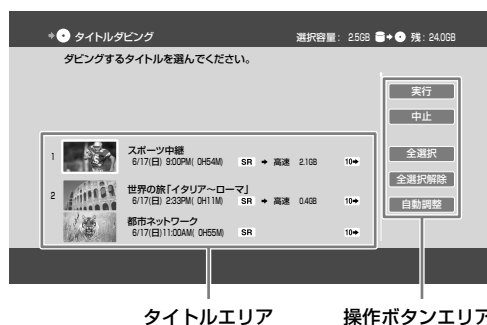 タイトルダビング 選択容量： 2.5GB 残：24.0GB
ダビングするタイトルを選んでください。
実行
中止
全選択
全選択解除
自動調整
1 スポーツ中継
6/17(日) 9:00PM( 0H54M) SR 高速 2.1GB 10
2 世界の旅「イタリア～ローマ」
6/17(日) 2:33PM( 0H11M) SR 高速 0.4GB 10
都市ネットワーク
6/17(日)11:00AM( 0H55M) SR 10
タイトルエリア 操作ボタンエリア